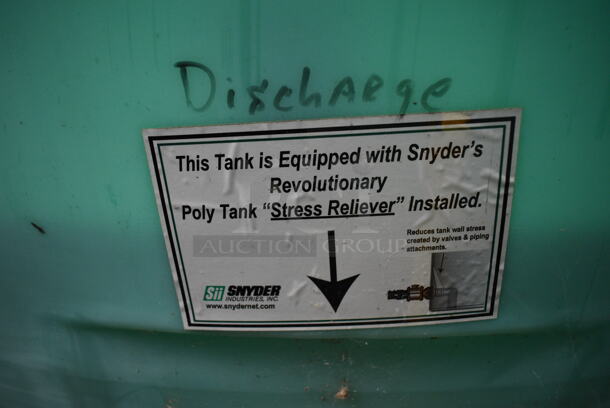 Discharge
This Tank is Equipped with Snyder's
Revolutionary
Poly Tank "Stress Reliever" Installed.
AUCTION GROUP
Reduces tank wall stress
created by valves & piping
attachments.
Sii SNYDER
INDUSTRIES, INC.
www.snydernet.com